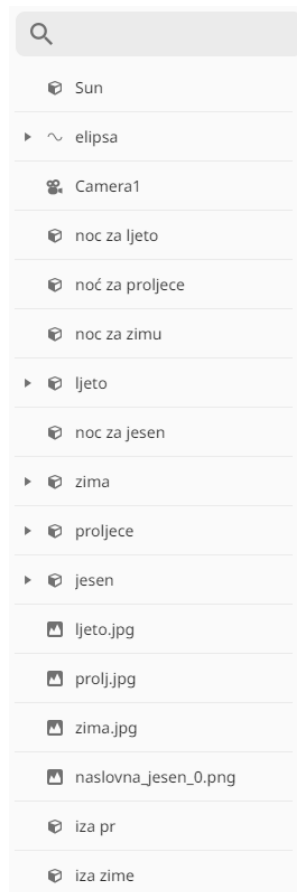 Sun
elipsa
Camera1
noc za ljeto
noć za proljece
noc za zimu
ljeto
noc za jesen
zima
proljece
jesen
ljeto.jpg
prolj.jpg
zima.jpg
naslovna_jesen_0.png
iza pr
iza zime